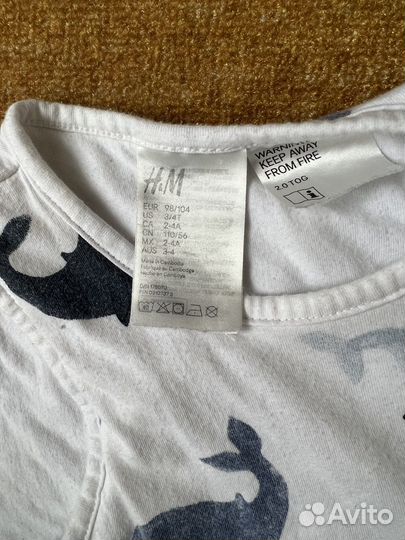 H&M
EUR 98/104
US 3/4T
CA 2-4A
CN 110/56
MX 2-4A
AUS 3-4
Made in Cambodia
Fabriqué en Cambodge
Hecho en Camboya
WARNING
KEEP AWAY
FROM FIRE
2.0 TOG
Avito